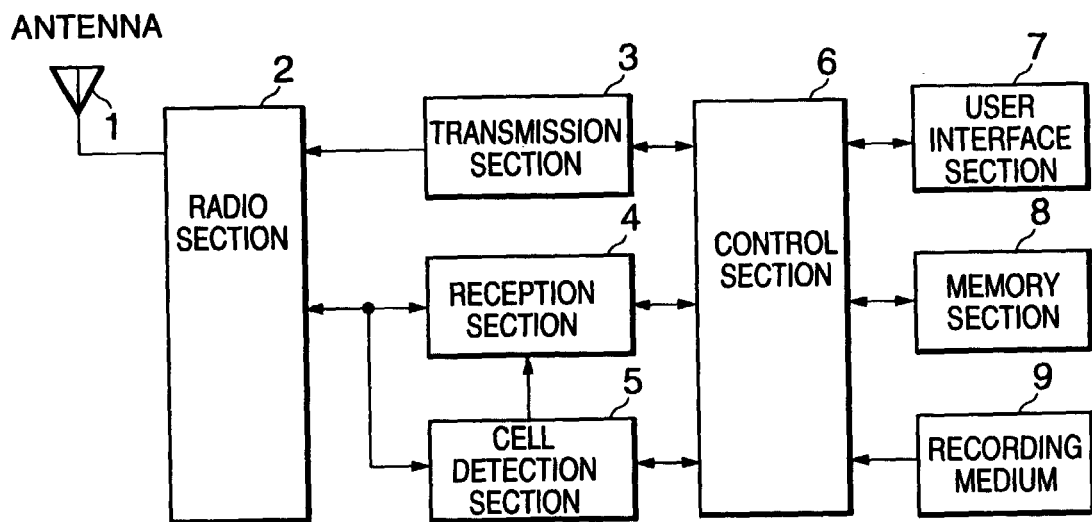 ANTENNA
1
2
RADIO
SECTION
3
TRANSMISSION
SECTION
4
RECEPTION
SECTION
5
CELL
DETECTION
SECTION
6
CONTROL
SECTION
7
USER
INTERFACE
SECTION
8
MEMORY
SECTION
9
RECORDING
MEDIUM